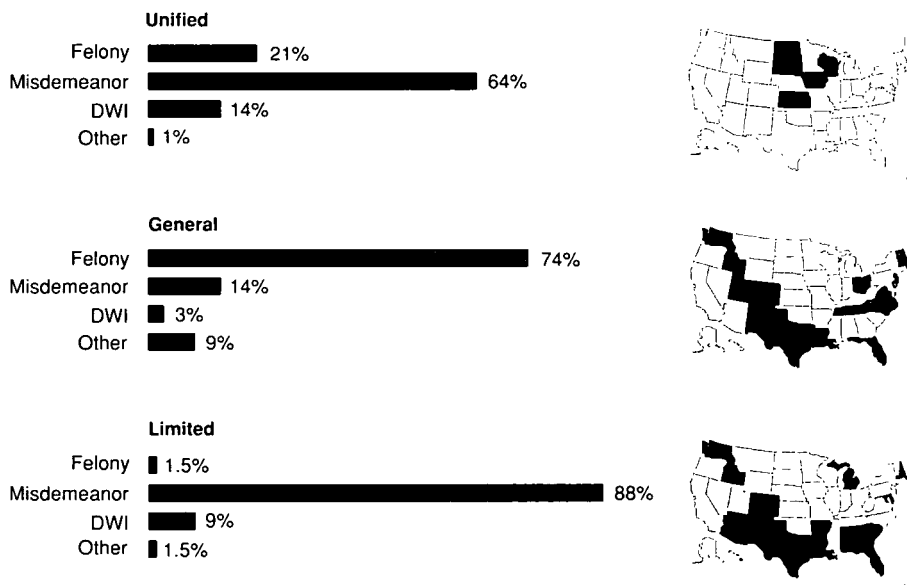 Unified
Felony 21%
Misdemeanor 64%
DWI 14%
Other 1%
General
Felony 74%
Misdemeanor 14%
DWI 3%
Other 9%
Limited
Felony 1.5%
Misdemeanor 88%
DWI 9%
Other 1.5%